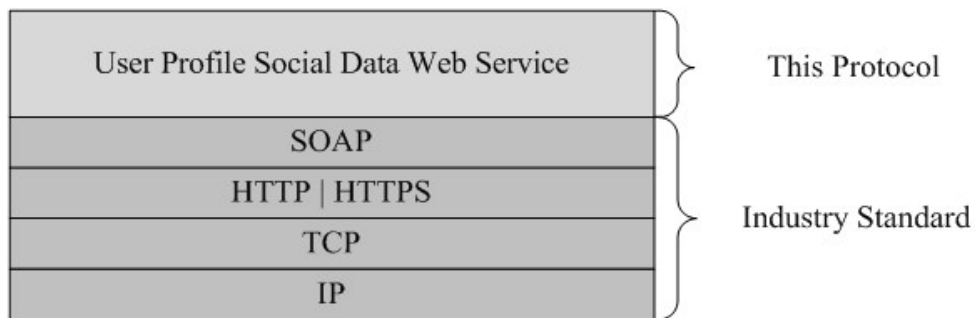 User Profile Social Data Web Service
This Protocol
SOAP
HTTP | HTTPS
TCP
IP
Industry Standard